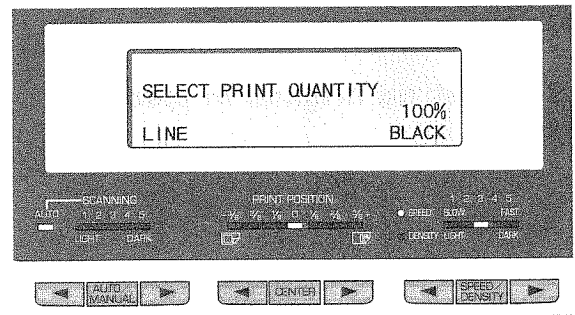 SELECT PRINT QUANTITY
100%
LINE BLACK
SCANNING
AUTO 1 2 3 4 5
LIGHT DARK
PRINT POSITION
0
1 2 3 4 5
SPEED SLOW FAST
DENSITY LIGHT DARK
AUTO MANUAL
CENTER
SPEED/DENSITY